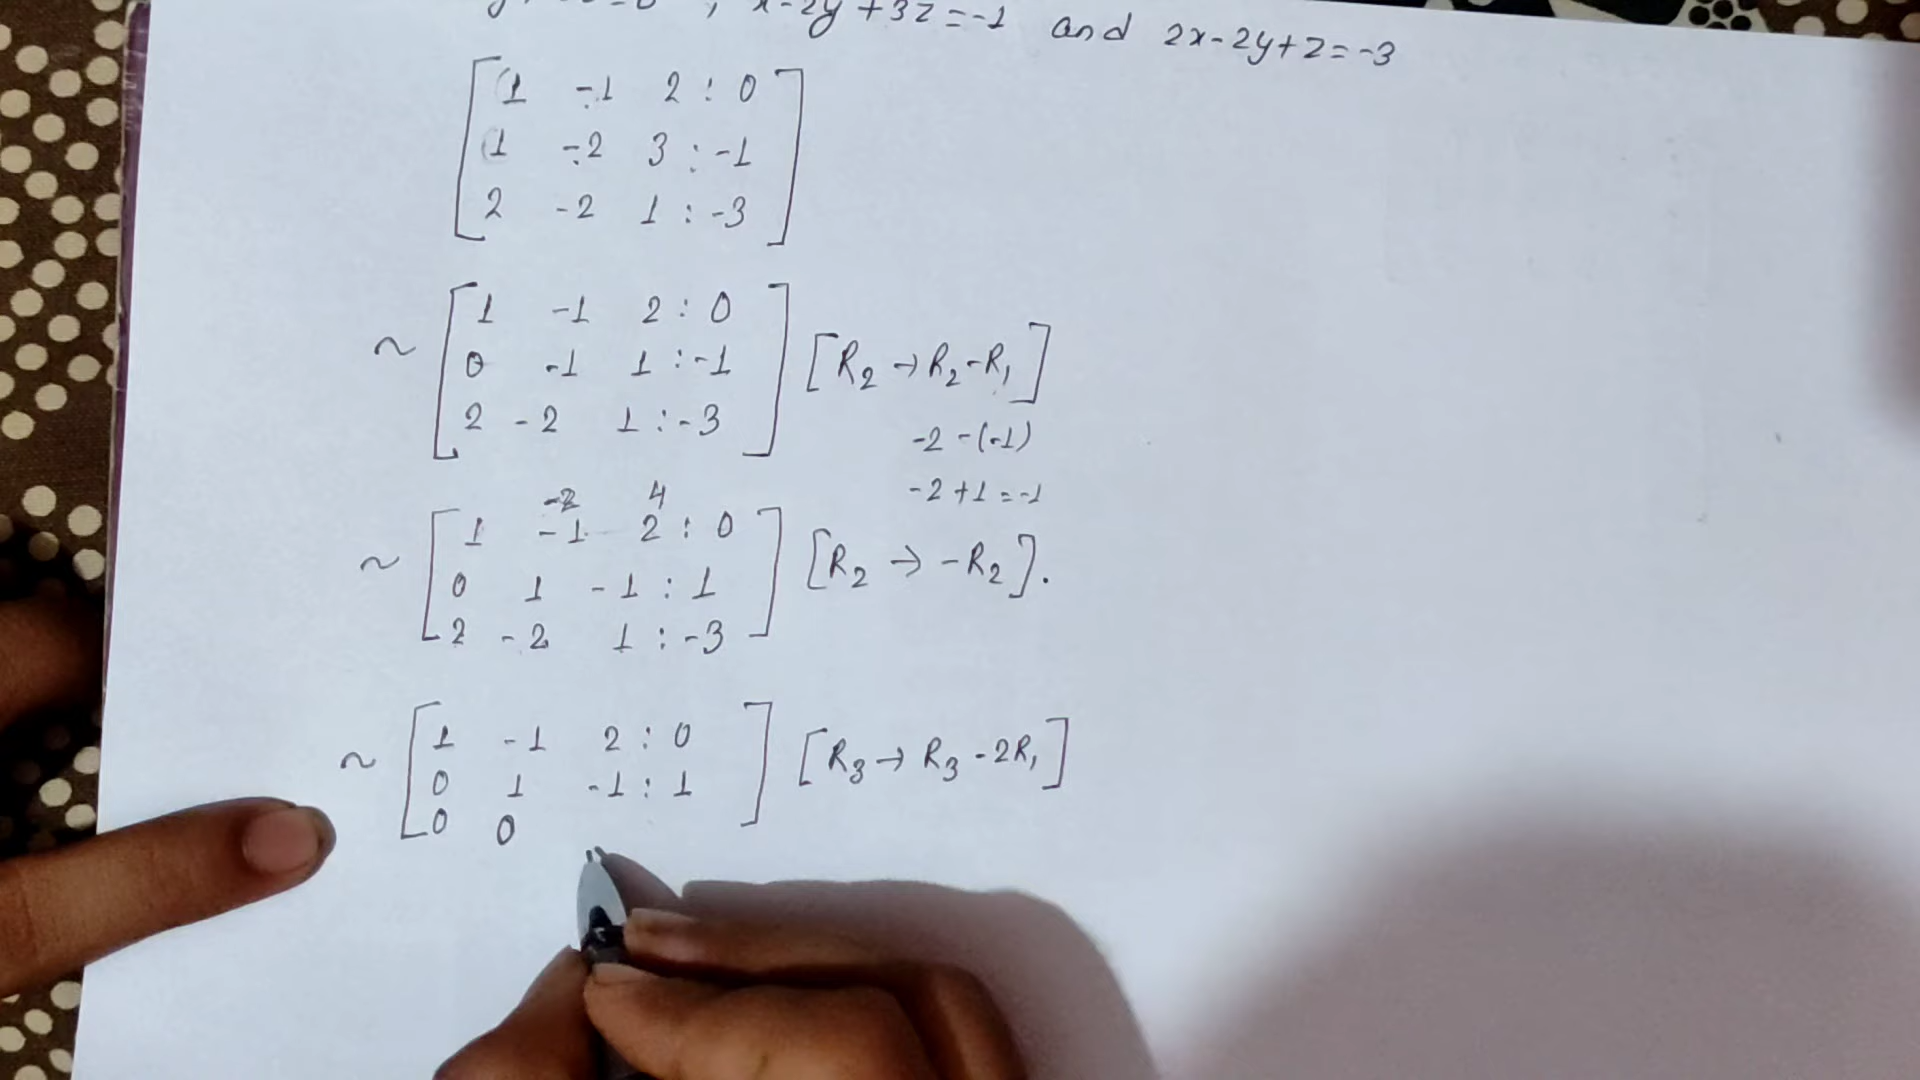 , x-2y+3z=-1 and 2x-2y+z=-3
1 -1 2 : 0
1 -2 3 : -1
2 -2 1 : -3
~ 1 -1 2 : 0
0 -1 1 : -1 [R₂→R₂-R₁]
2 -2 1 : -3
-2-(-1)
-2+1=-1
-2 4
1 -1 2 : 0
~ 0 1 -1 : 1 [R₂→-R₂].
2 -2 1 : -3
1 -1 2 : 0
~ 0 1 -1 : 1 [R₃→R₃-2R₁]
0 0